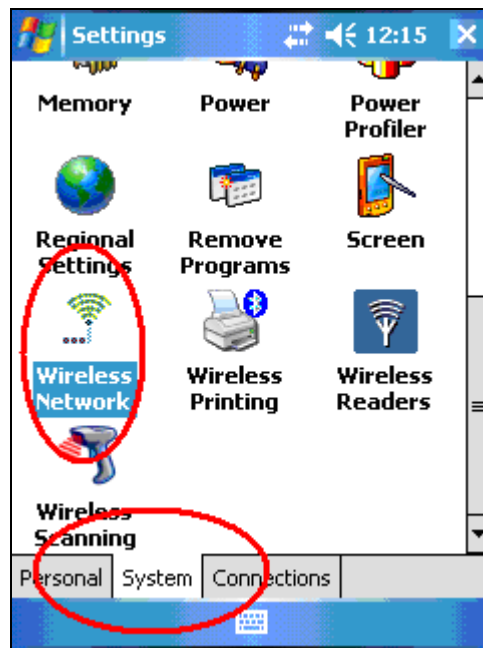 Settings 12:15
Memory Power Power
Profiler
Regional Remove Screen
Settings Programs
Wireless Wireless Wireless
Network Printing Readers
Wireless
Scanning
Personal System Connections